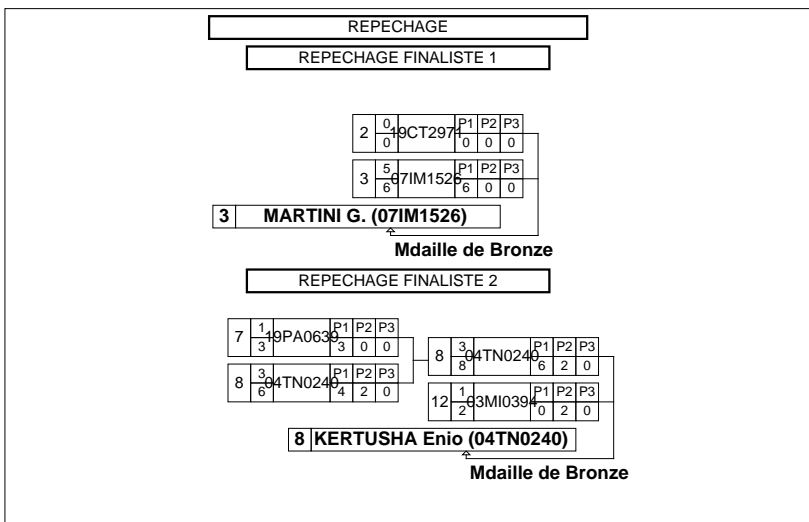 REPECHAGE
REPECHAGE FINALISTE 1
2 0 0 19CT2971 P1 P2 P3 0 0 0
3 5 6 07IM1526 P1 P2 P3 6 0 0
3 MARTINI G. (07IM1526)
Mdaille de Bronze
REPECHAGE FINALISTE 2
7 1 3 19PA0639 P1 P2 P3 3 0 0
8 3 6 04TN0240 P1 P2 P3 4 2 0
8 3 8 04TN0240 P1 P2 P3 6 2 0
12 1 2 03MI0394 P1 P2 P3 0 2 0
8 KERTUSHA Enio (04TN0240)
Mdaille de Bronze